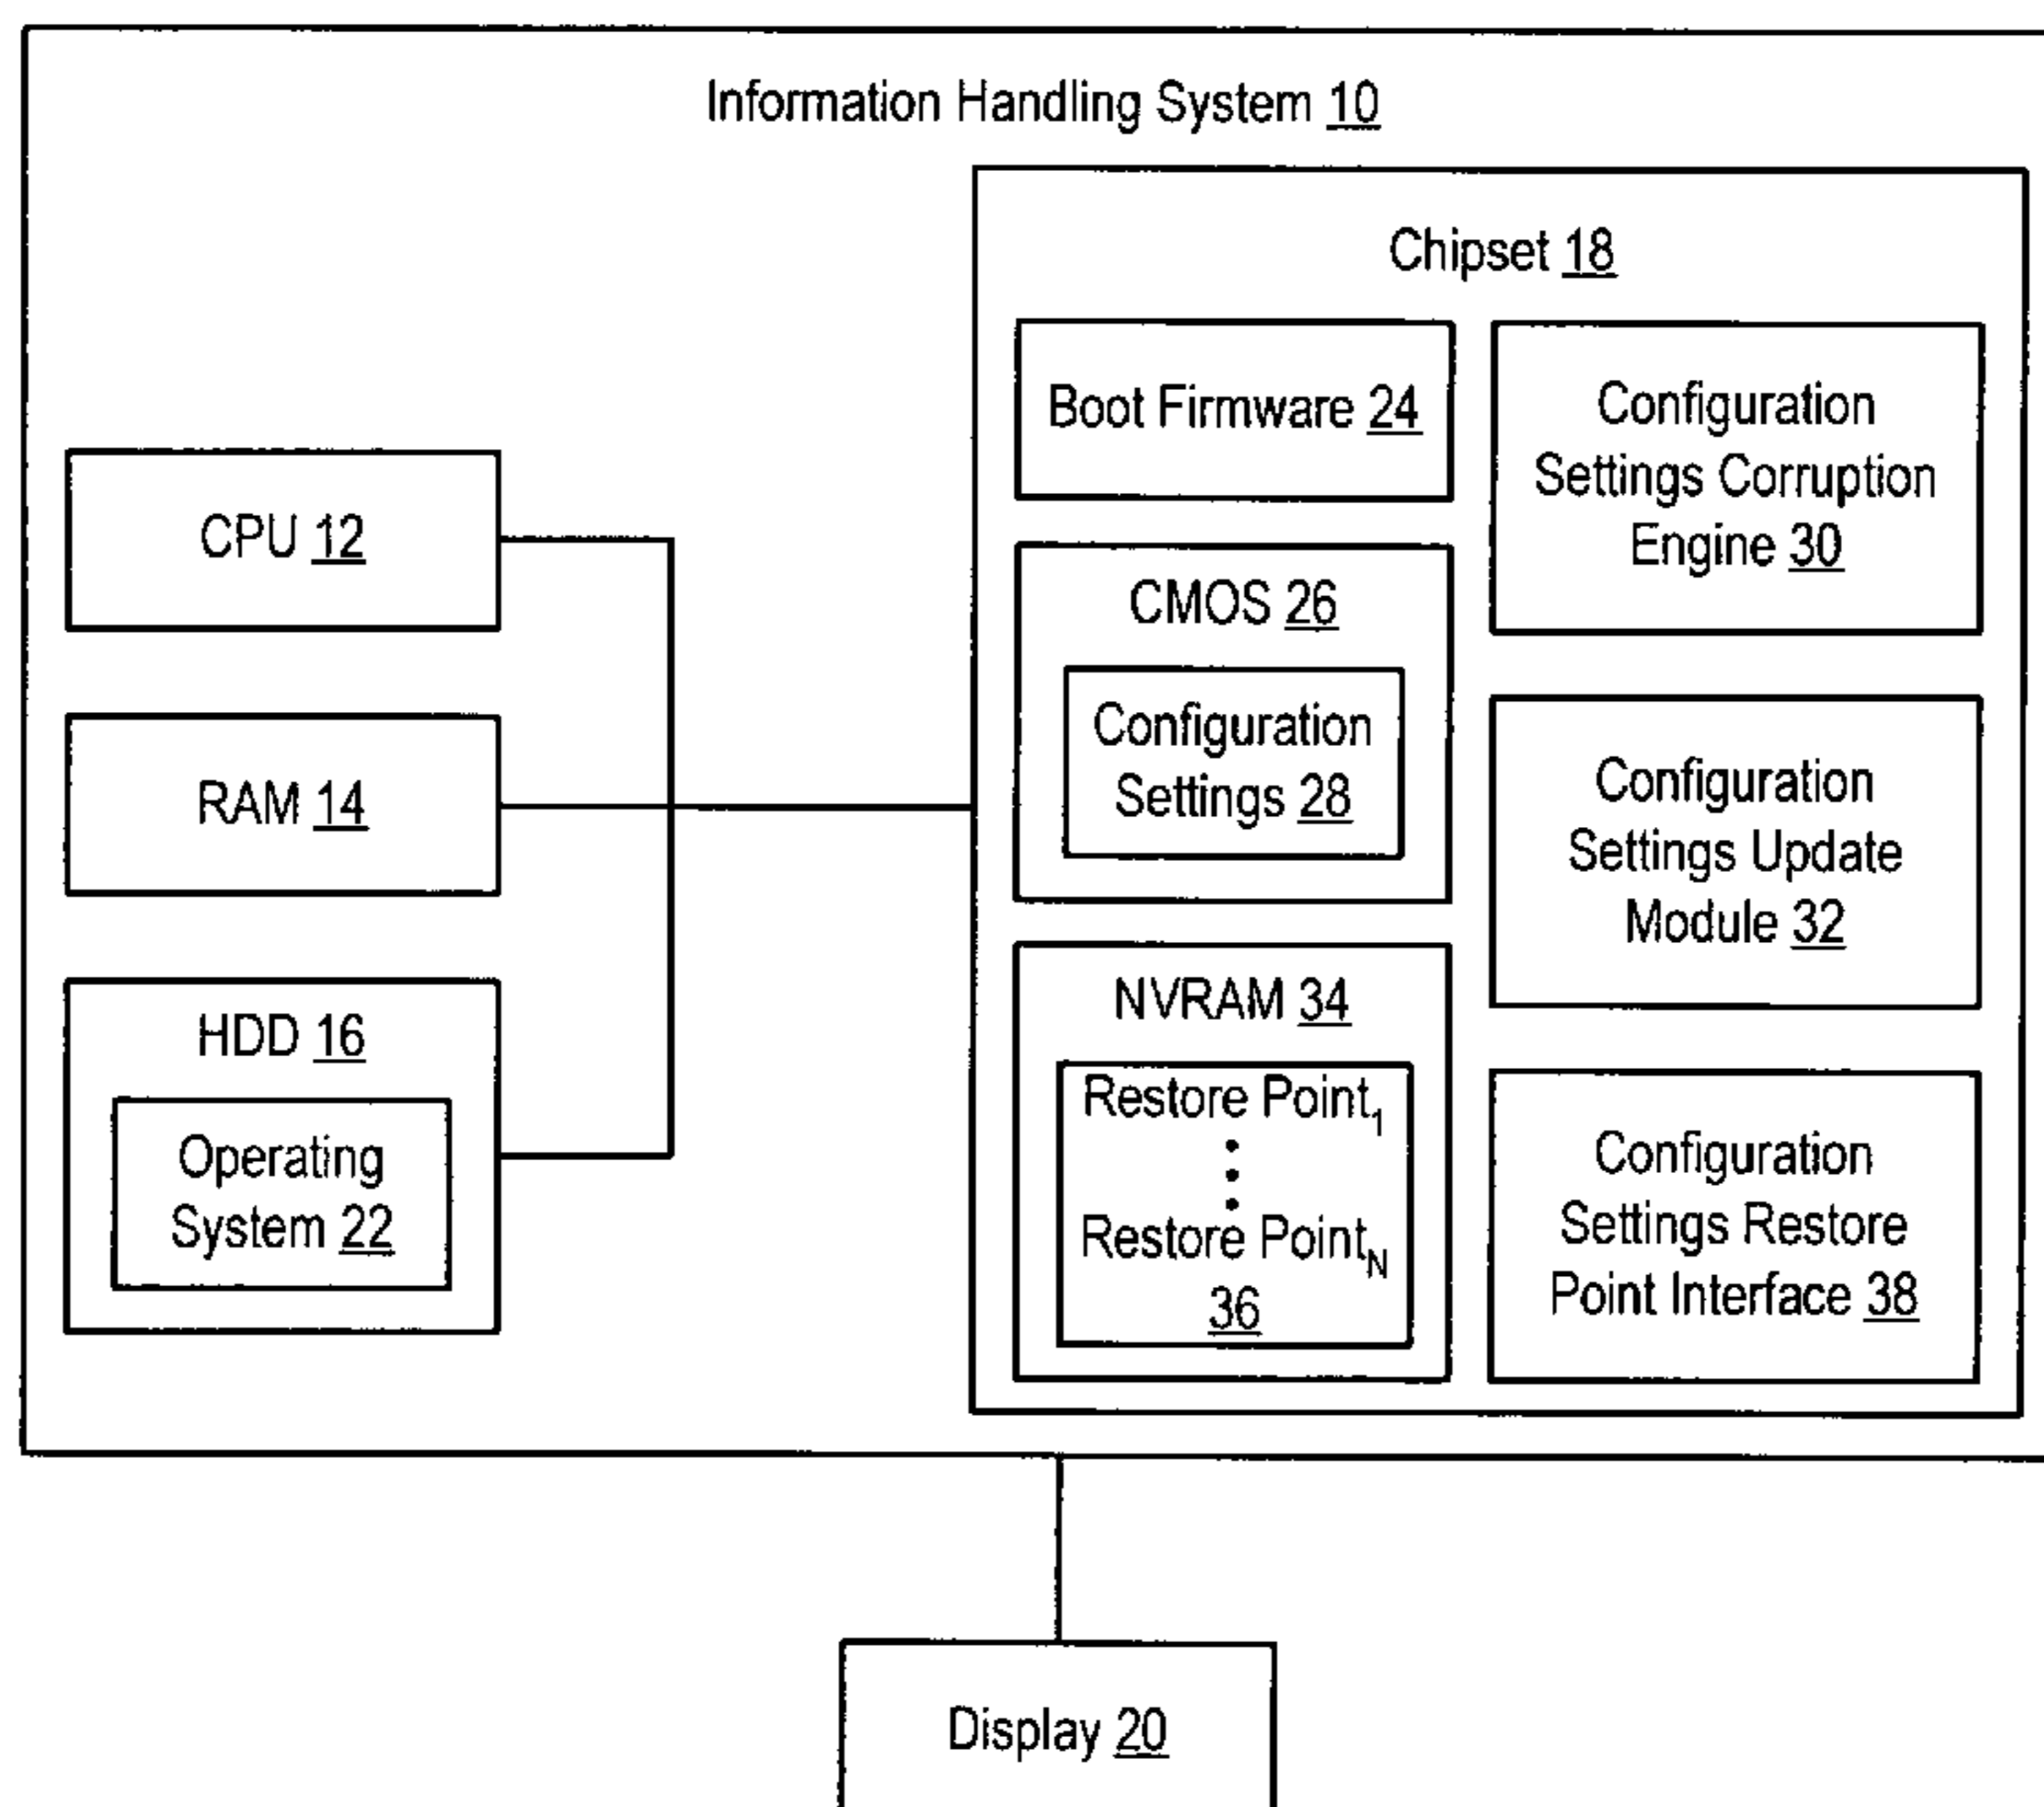 Information Handling System 10
Chipset 18
Boot Firmware 24
Configuration
Settings Corruption
Engine 30
CPU 12
CMOS 26
Configuration
Settings 28
RAM 14
Configuration
Settings Update
Module 32
HDD 16
Operating
System 22
NVRAM 34
Restore Point1
Restore PointN
36
Configuration
Settings Restore
Point Interface 38
Display 20